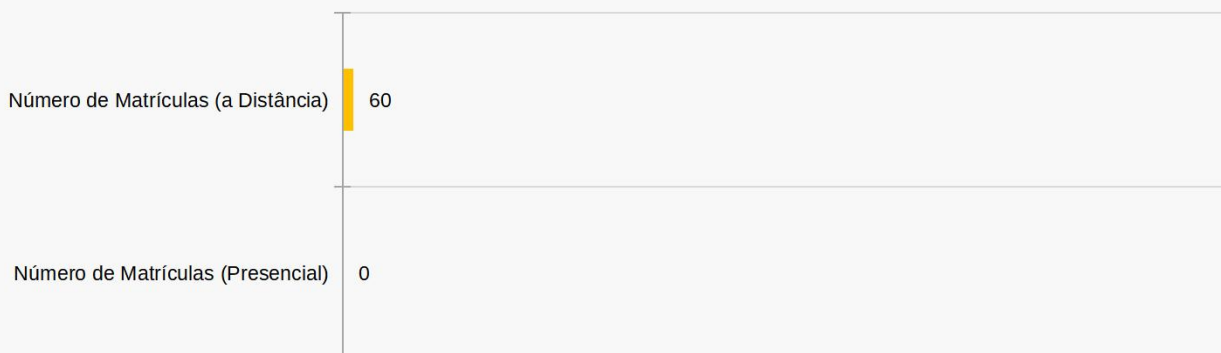 Número de Matrículas (a Distância) 60
Número de Matrículas (Presencial) 0